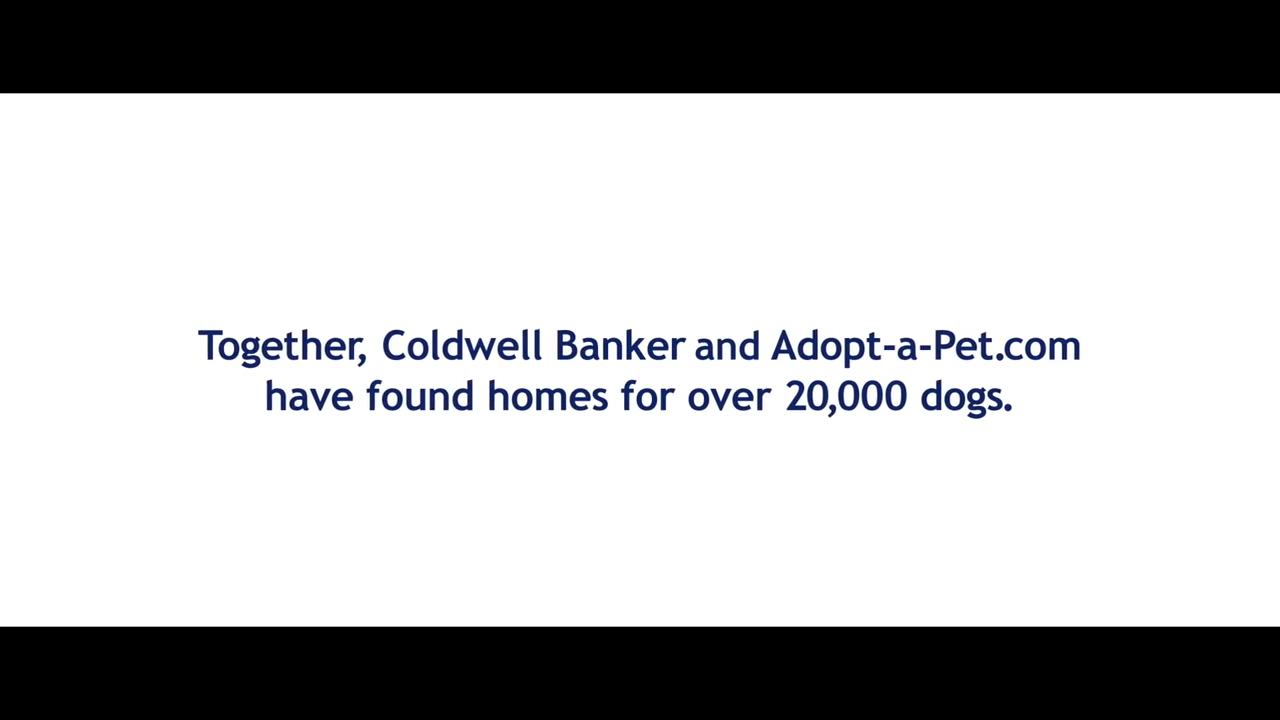 Together, Coldwell Banker and Adopt-a-Pet.com
have found homes for over 20,000 dogs.